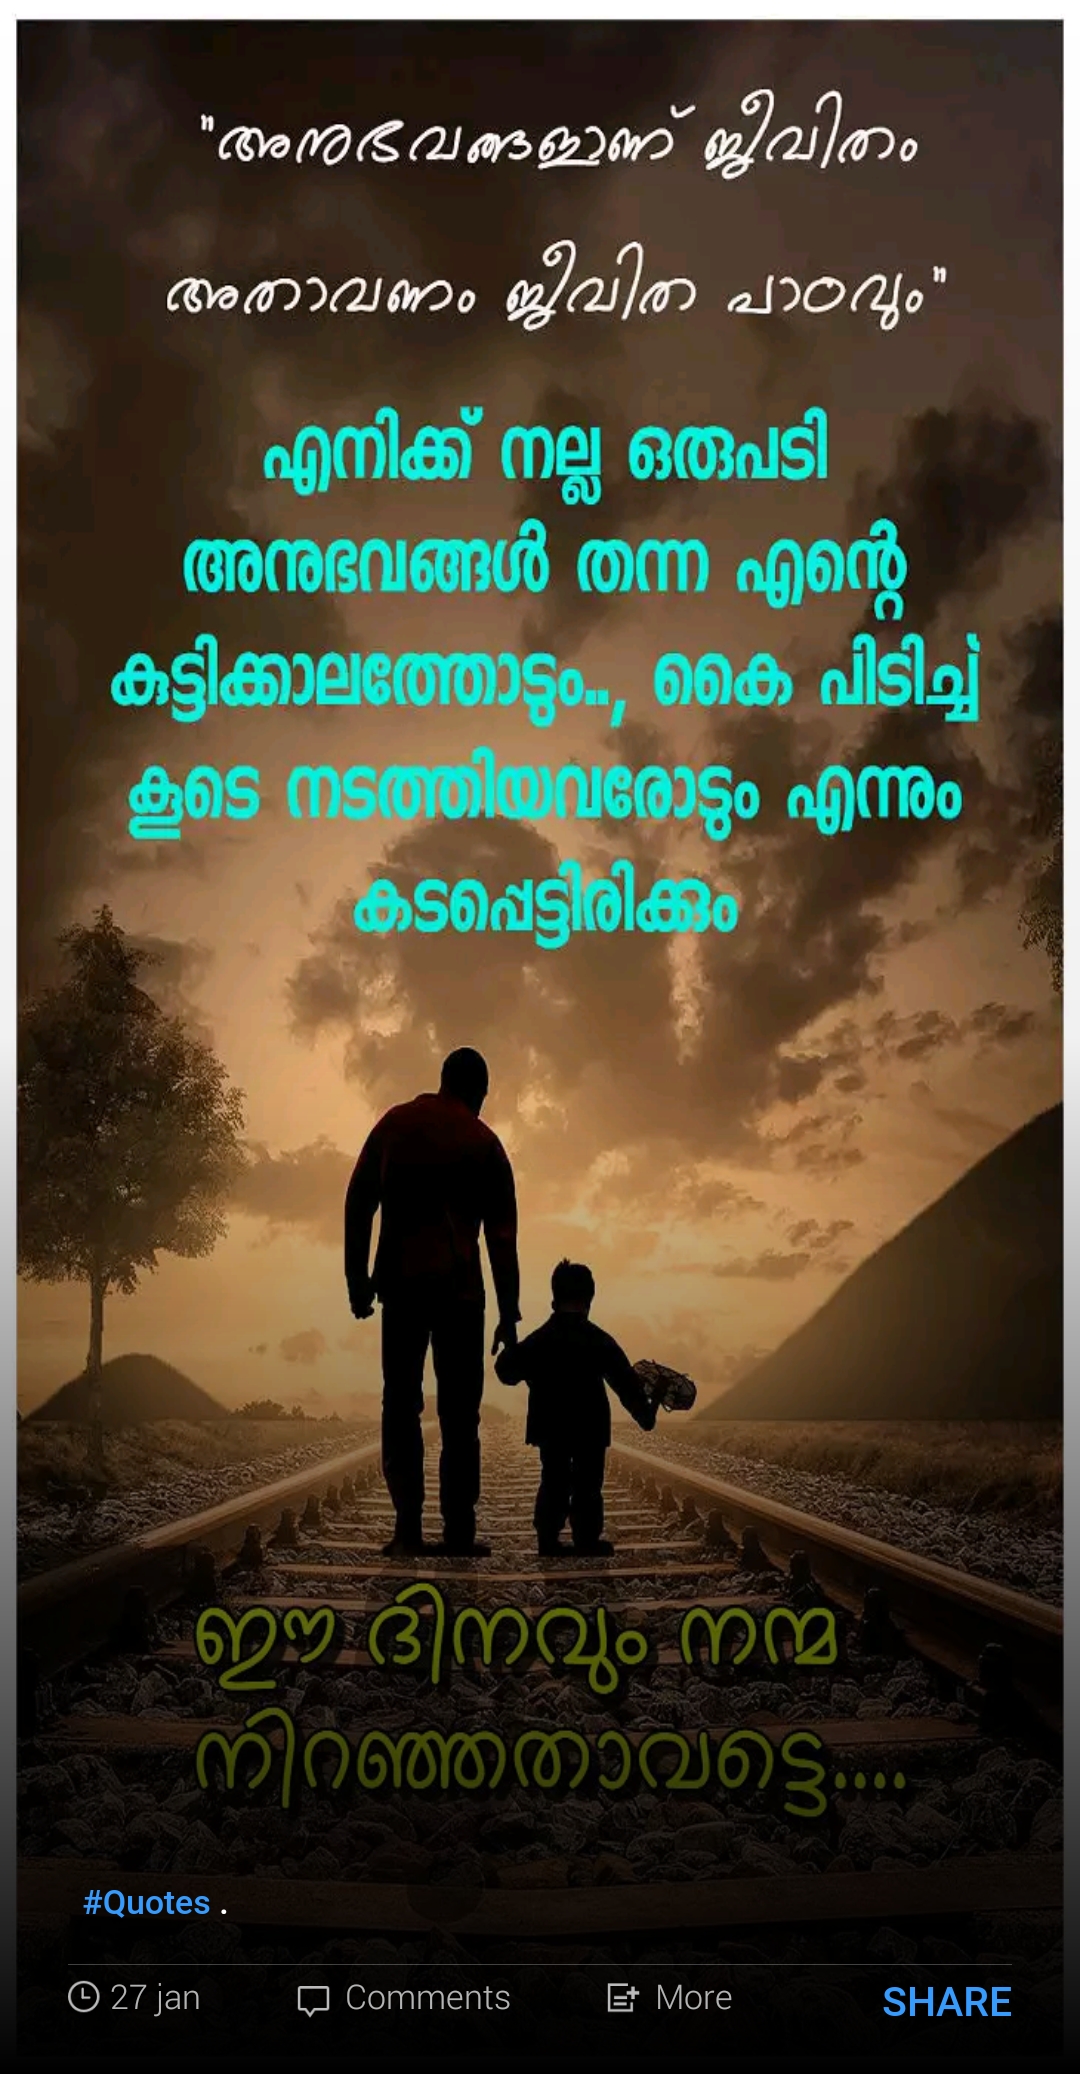 "അനുഭവങ്ങളാണ് ജീവിതം
അതാവണം ജീവിത പാഠവും"
എനിക്ക് നല്ല ഒരുപടി
അനുഭവങ്ങൾ തന്ന എന്റെ
കുട്ടിക്കാലത്തോടും.., കൈ പിടിച്ച്
കൂടെ നടത്തിയവരോടും എന്നും
കടപ്പെട്ടിരിക്കും
ഈ ദിനവും നന്മ
നിറഞ്ഞതാവട്ടെ....
#Quotes .
27 jan Comments More SHARE